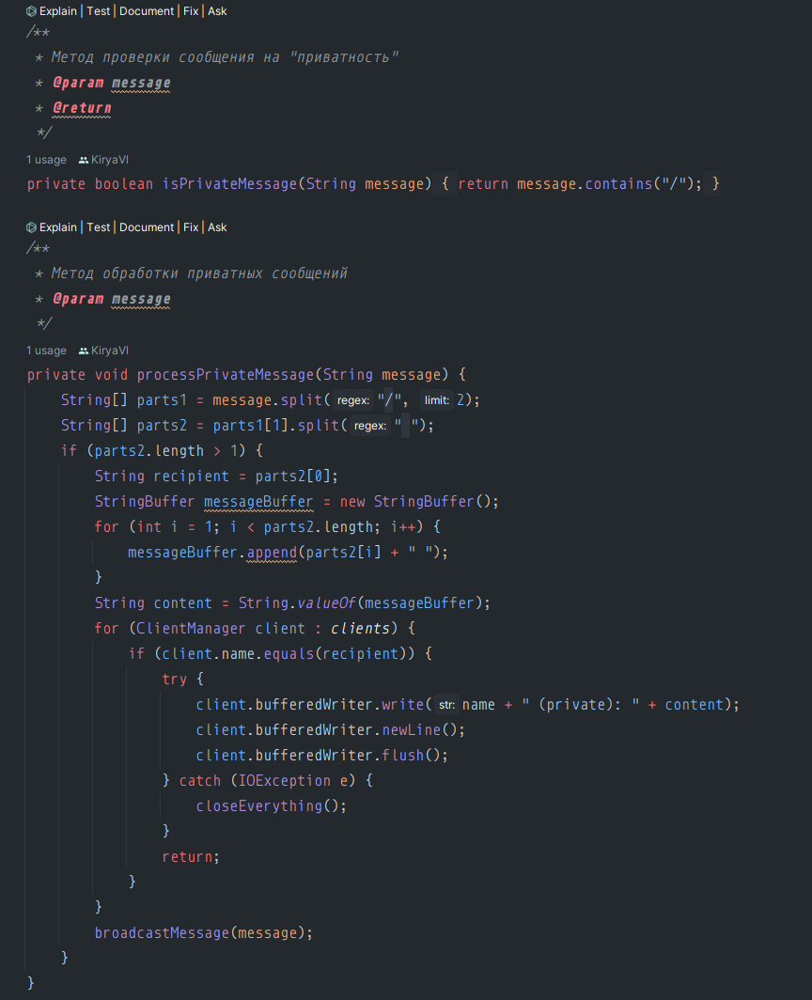 Explain | Test | Document | Fix | Ask
/**
 * Метод проверки сообщения на "приватность"
 * @param message
 * @return
 */
1 usage KiryaVI
private boolean isPrivateMessage(String message) { return message.contains("/"); }
Explain | Test | Document | Fix | Ask
/**
 * Метод обработки приватных сообщений
 * @param message
 */
1 usage KiryaVI
private void processPrivateMessage(String message) {
    String[] parts1 = message.split( regex: "/", limit: 2);
    String[] parts2 = parts1[1].split( regex: " ");
    if (parts2.length > 1) {
        String recipient = parts2[0];
        StringBuffer messageBuffer = new StringBuffer();
        for (int i = 1; i < parts2.length; i++) {
            messageBuffer.append(parts2[i] + " ");
        }
        String content = String.valueOf(messageBuffer);
        for (ClientManager client : clients) {
            if (client.name.equals(recipient)) {
                try {
                    client.bufferedWriter.write( str: name + " (private): " + content);
                    client.bufferedWriter.newLine();
                    client.bufferedWriter.flush();
                } catch (IOException e) {
                    closeEverything();
                }
                return;
            }
        }
        broadcastMessage(message);
    }
}